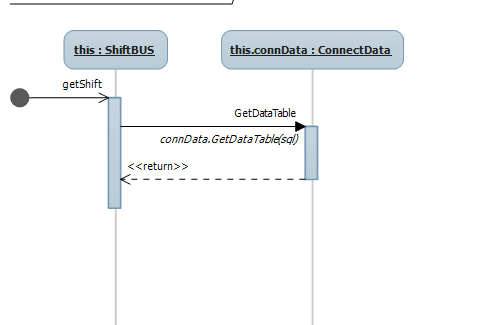 this : ShiftBUS
this.connData : ConnectData
getShift
GetDataTable
connData.GetDataTable(sql)
<<return>>